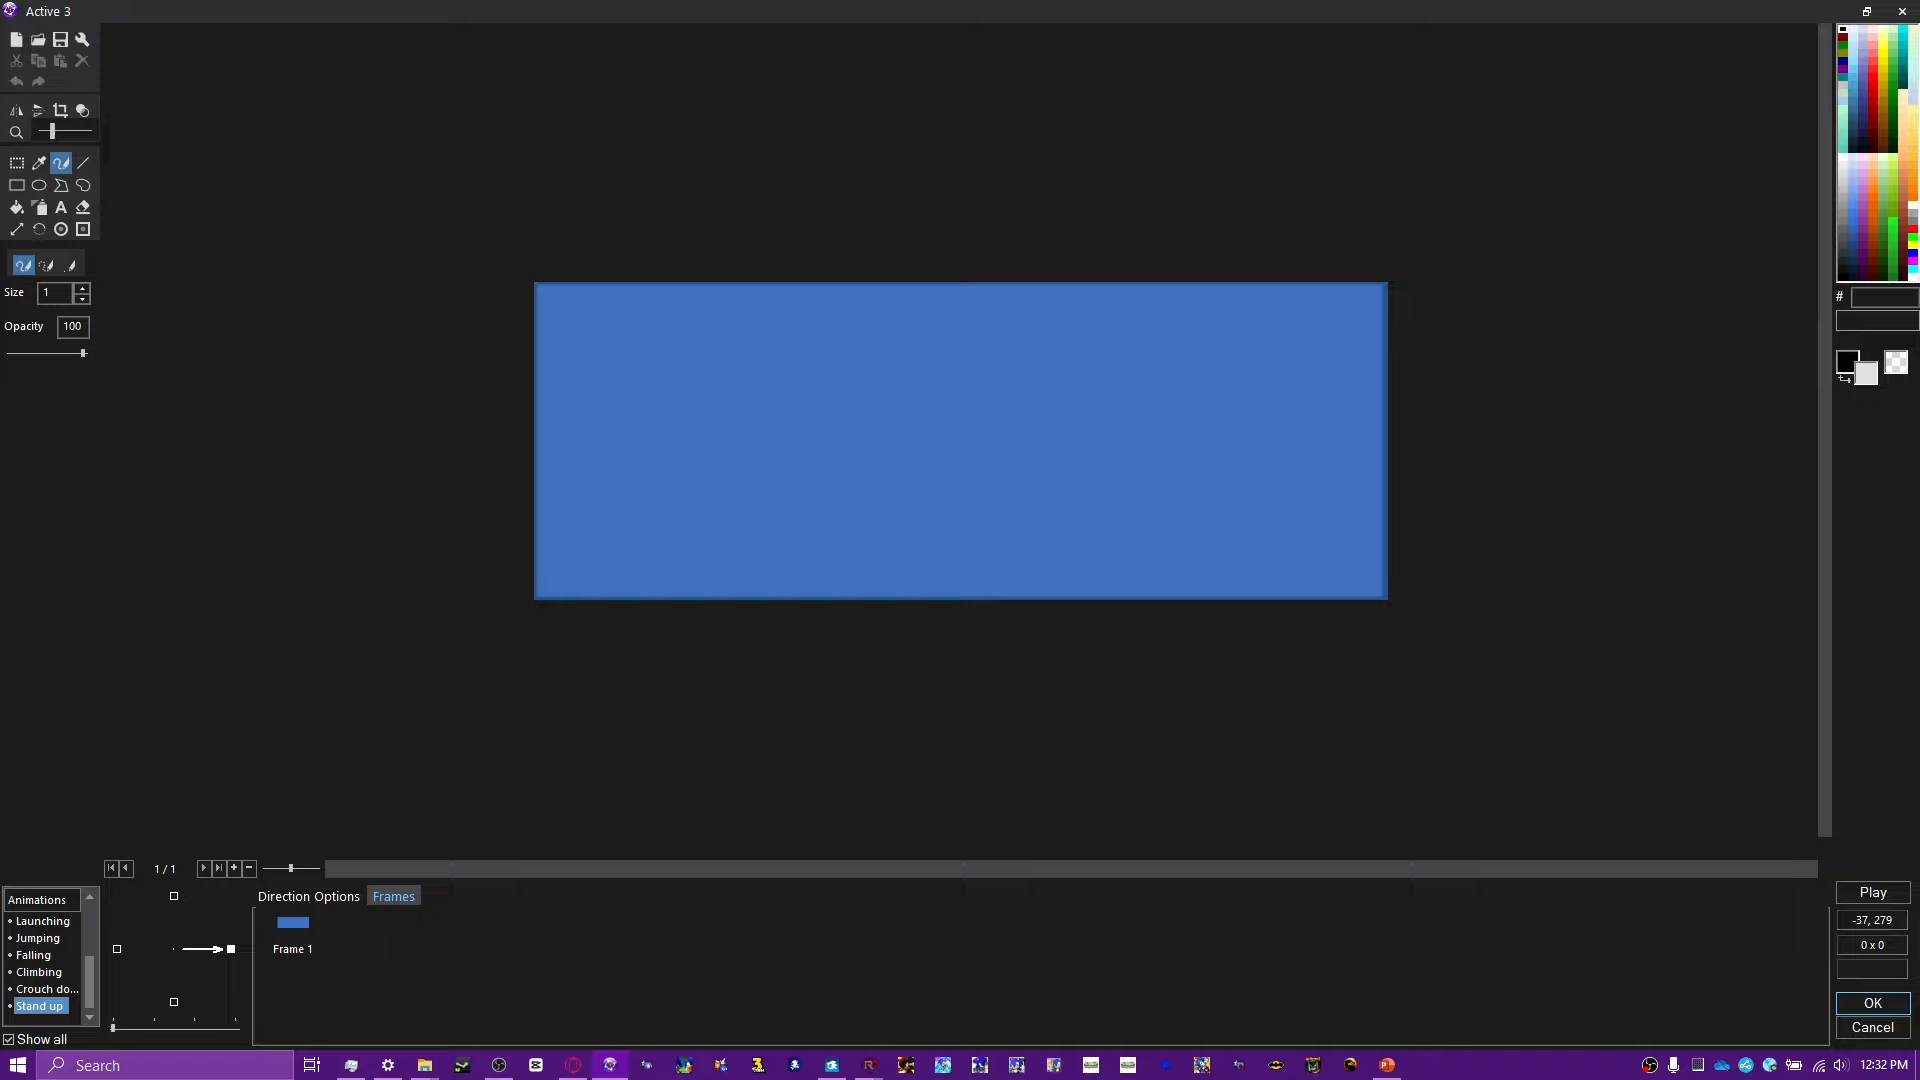 Active 3
Size 1
Opacity 100
#
1 / 1
Animations
Launching
Jumping
Falling
Climbing
Crouch do...
Stand up
Show all
Direction Options Frames
Frame 1
Play
-37, 279
0 x 0
OK
Cancel
Search
12:32 PM